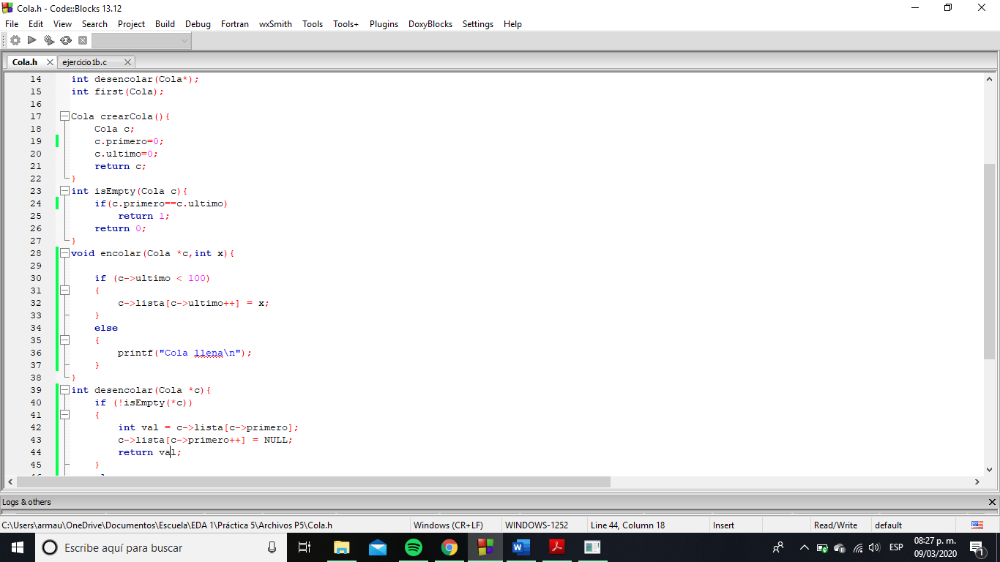 Cola.h - Code::Blocks 13.12
File Edit View Search Project Build Debug Fortran wxSmith Tools Tools+ Plugins DoxyBlocks Settings Help
Cola.h ejercicio1b.c
14 int desencolar(Cola*);
15 int first(Cola);
16
17 Cola crearCola(){
18 Cola c;
19 c.primero=0;
20 c.ultimo=0;
21 return c;
22 }
23 int isEmpty(Cola c){
24 if(c.primero==c.ultimo)
25 return 1;
26 return 0;
27 }
28 void encolar(Cola *c,int x){
29
30 if (c->ultimo < 100)
31 {
32 c->lista[c->ultimo++] = x;
33 }
34 else
35 {
36 printf("Cola llena\n");
37 }
38 }
39 int desencolar(Cola *c){
40 if (!isEmpty(*c))
41 {
42 int val = c->lista[c->primero];
43 c->lista[c->primero++] = NULL;
44 return val;
45 }
Logs & others
C:\Users\armau\OneDrive\Documentos\Escuela\EDA 1\Práctica 5\Archivos P5\Cola.h Windows (CR+LF) WINDOWS-1252 Line 44, Column 18 Insert Read/Write default
Escribe aquí para buscar
ESP
08:27 p. m.
09/03/2020
1